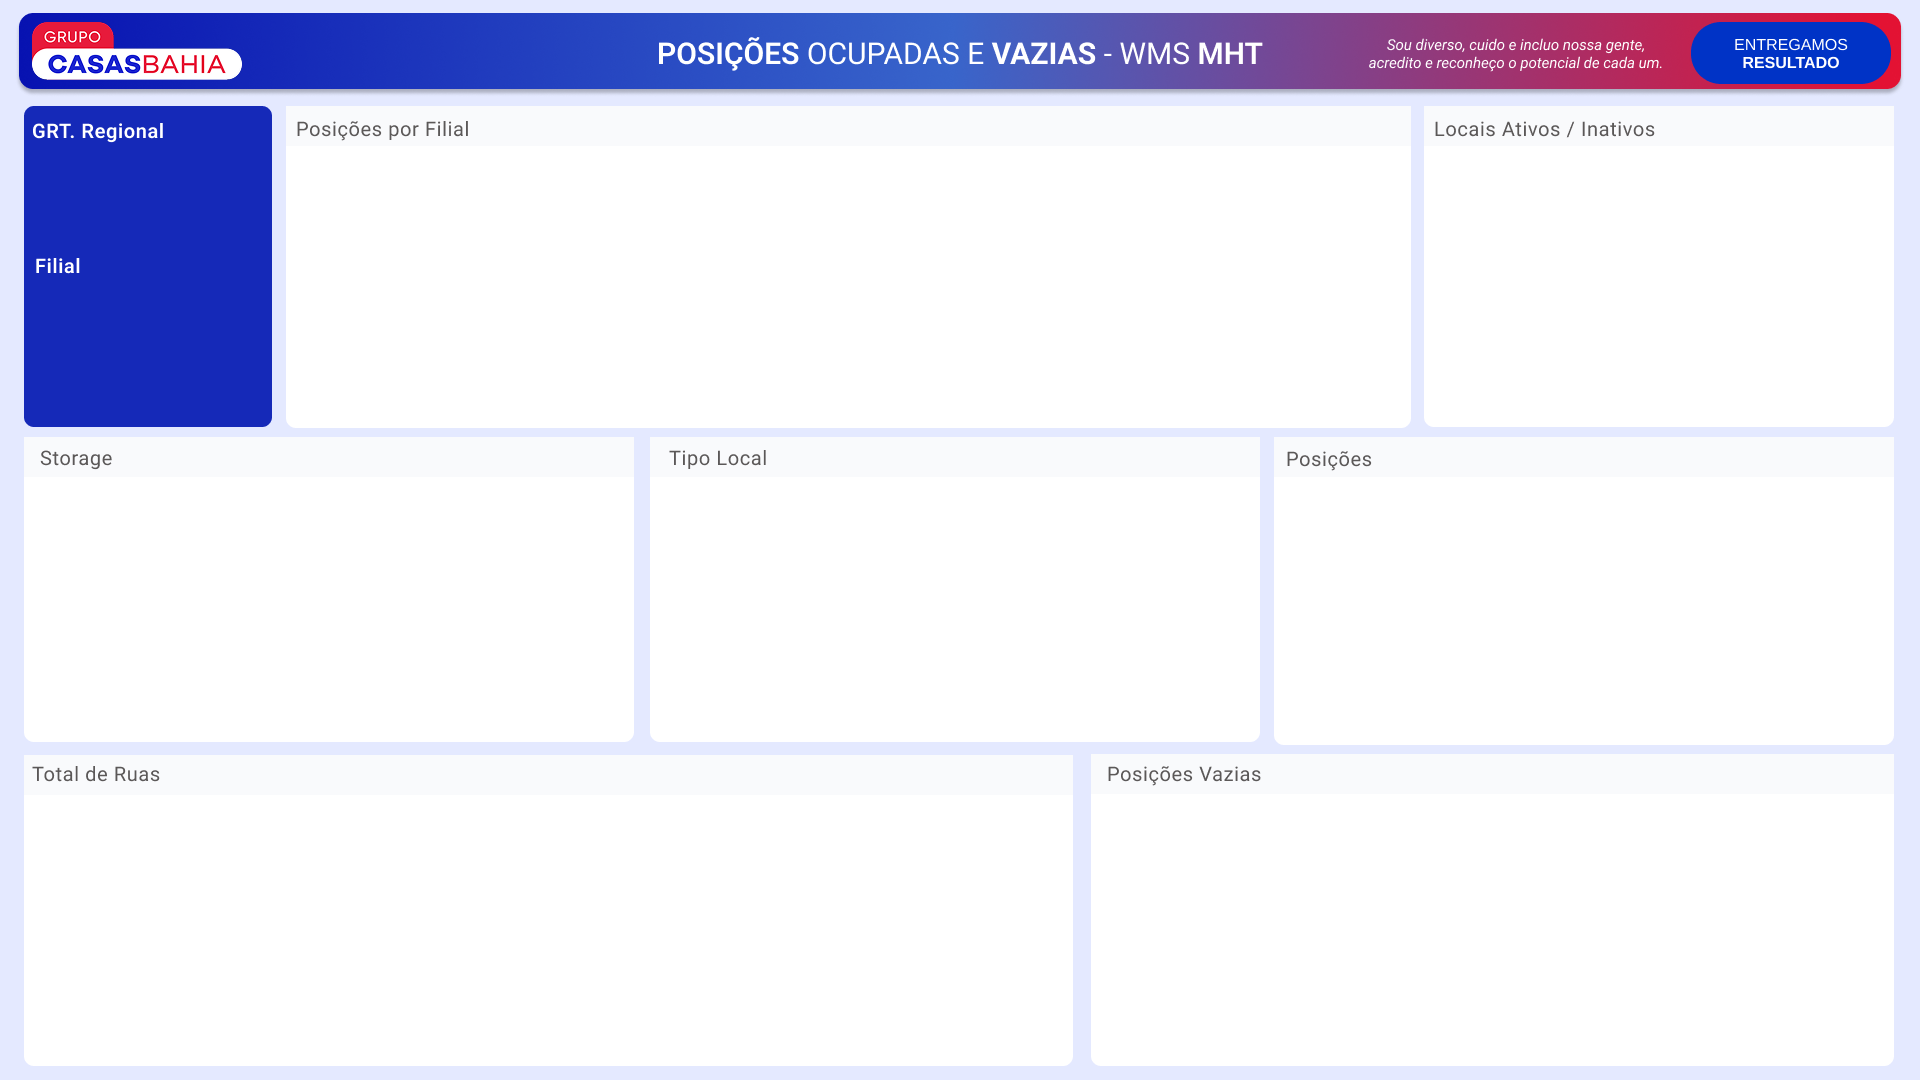 GRUPO
CASASBAHIA
POSIÇÕES OCUPADAS E VAZIAS - WMS MHT
Sou diverso, cuido e incluo nossa gente,
acredito e reconheço o potencial de cada um.
ENTREGAMOS
RESULTADO
GRT. Regional
Filial
Posições por Filial
Locais Ativos / Inativos
Storage
Tipo Local
Posições
Total de Ruas
Posições Vazias